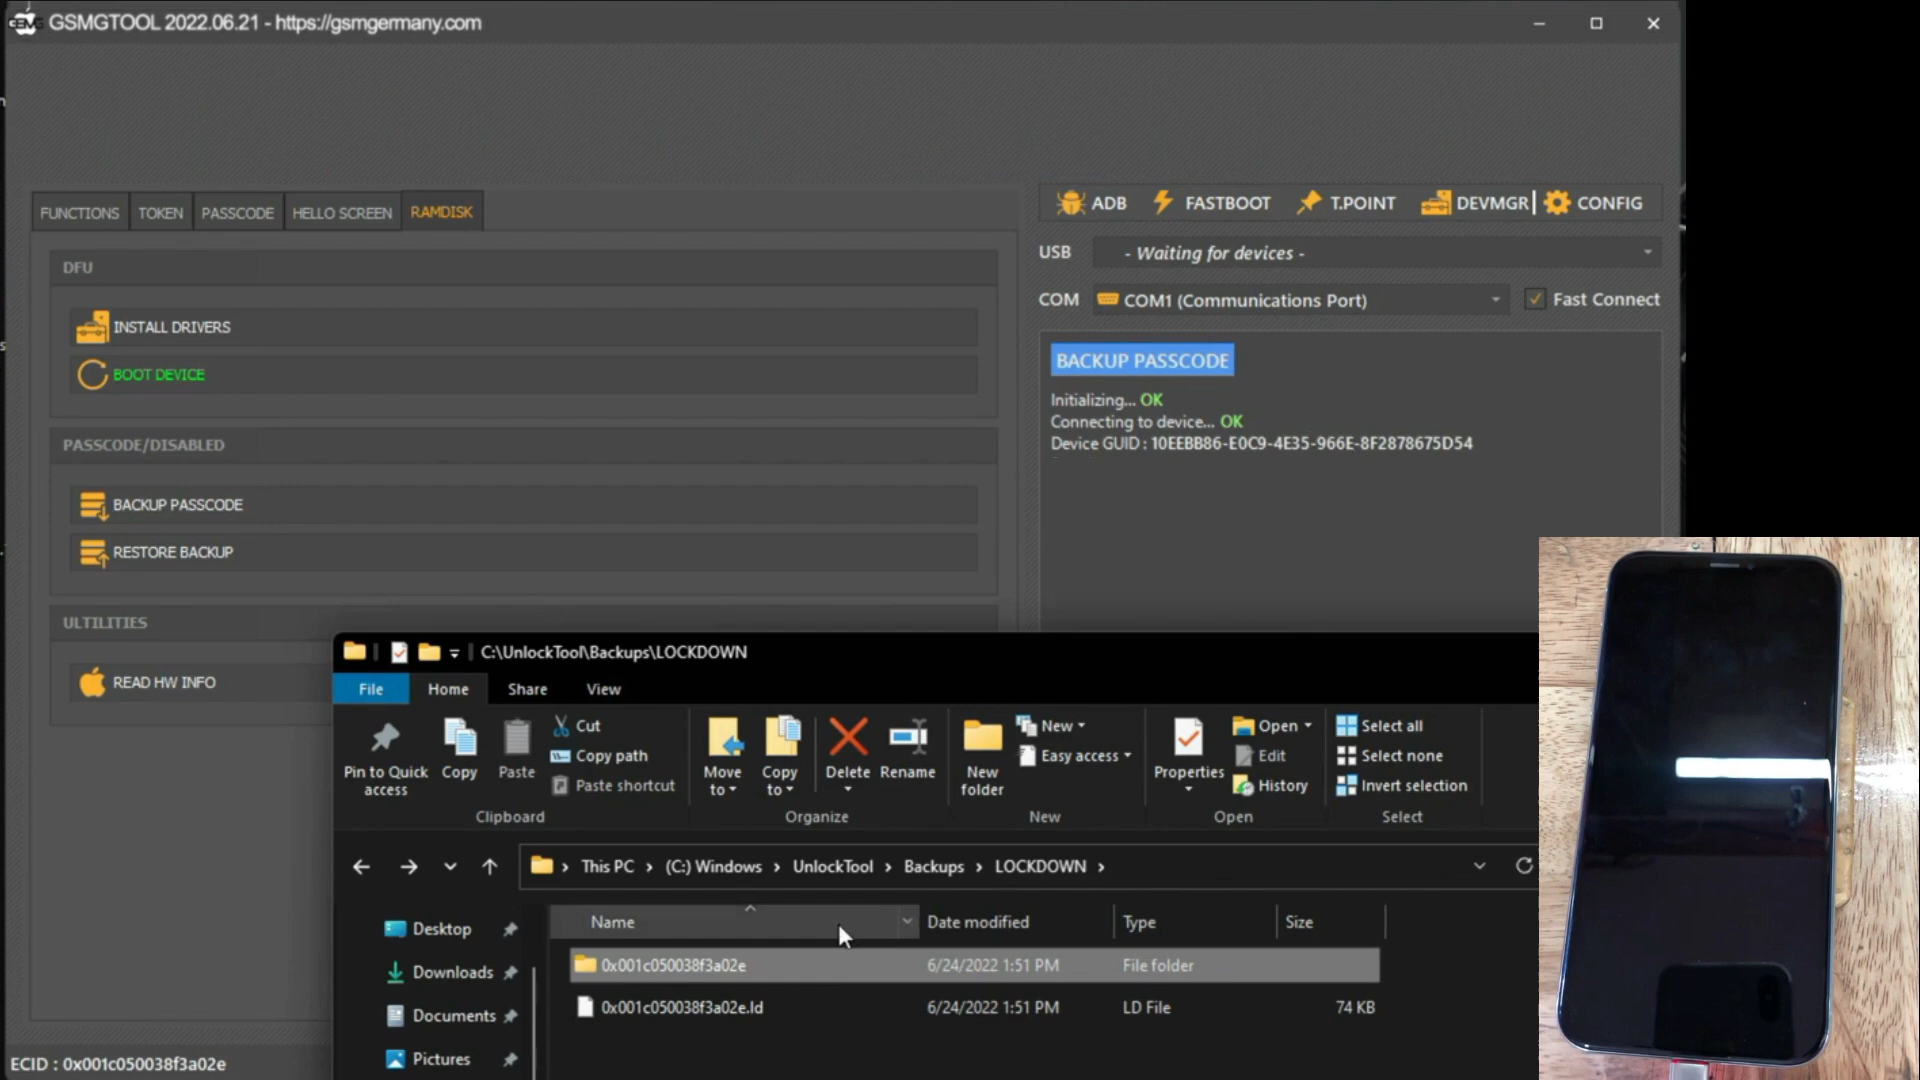 GSMGTOOL 2022.06.21 - https://gsmgermany.com
FUNCTIONS TOKEN PASSCODE HELLO SCREEN RAMDISK
ADB FASTBOOT T.POINT DEVMGR CONFIG
USB - Waiting for devices -
COM COM1 (Communications Port) Fast Connect
DFU
INSTALL DRIVERS
BOOT DEVICE
PASSCODE/DISABLED
BACKUP PASSCODE
RESTORE BACKUP
ULTILITIES
READ HW INFO
BACKUP PASSCODE
Initializing... OK
Connecting to device... OK
Device GUID : 10EEBB86-E0C9-4E35-966E-8F2878675D54
C:\UnlockTool\Backups\LOCKDOWN
File Home Share View
Pin to Quick access
Copy
Paste
Cut
Copy path
Paste shortcut
Clipboard
Move to
Copy to
Delete
Rename
Organize
New folder
New
Easy access
New
Properties
Open
Edit
History
Open
Select all
Select none
Invert selection
Select
This PC > (C:) Windows > UnlockTool > Backups > LOCKDOWN >
Desktop
Downloads
Documents
Pictures
Name Date modified Type Size
0x001c050038f3a02e 6/24/2022 1:51 PM File folder
0x001c050038f3a02e.ld 6/24/2022 1:51 PM LD File 74 KB
ECID : 0x001c050038f3a02e